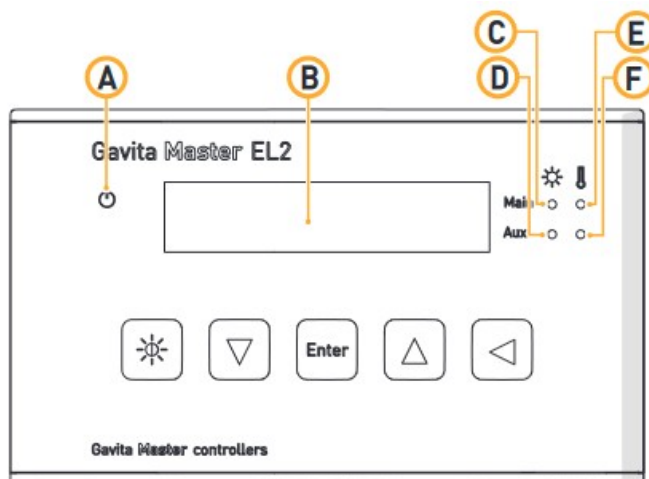 C E
A B D F
Gavita Master EL2
Main
Aux
Enter
Gavita Master controllers